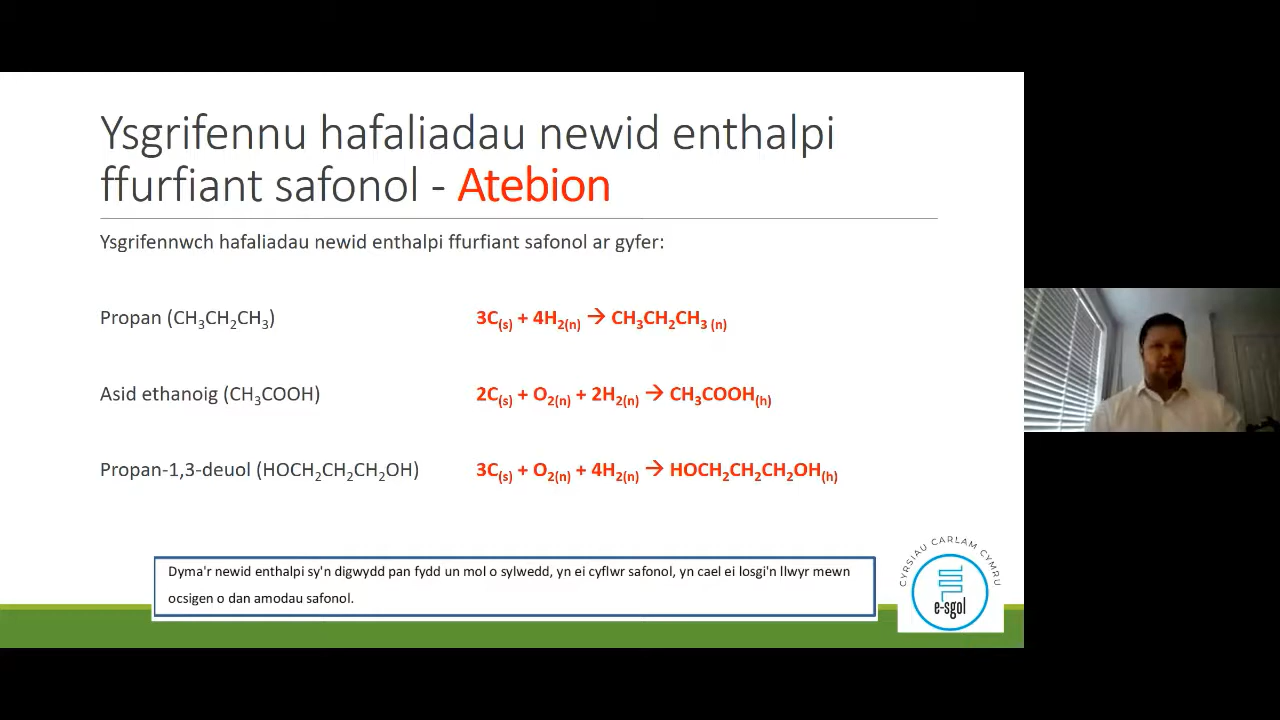 Ysgrifennu hafaliadau newid enthalpi
ffurfiant safonol - Atebion
Ysgrifennwch hafaliadau newid enthalpi ffurfiant safonol ar gyfer:
Propan (CH₃CH₂CH₃) 3C₍s₎ + 4H₂₍n₎ → CH₃CH₂CH₃ ₍n₎
Asid ethanoig (CH₃COOH) 2C₍s₎ + O₂₍n₎ + 2H₂₍n₎ → CH₃COOH₍h₎
Propan-1,3-deuol (HOCH₂CH₂CH₂OH) 3C₍s₎ + O₂₍n₎ + 4H₂₍n₎ → HOCH₂CH₂CH₂OH₍h₎
Dyma'r newid enthalpi sy'n digwydd pan fydd un mol o sylwedd, yn ei cyflwr safonol, yn cael ei losgi'n llwyr mewn
ocsigen o dan amodau safonol.
CYRSIAU CARLAM CYMRU
e-sgol